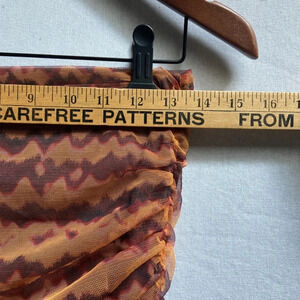 9 10 11 12 13 14 15 16
CAREFREE PATTERNS FROM